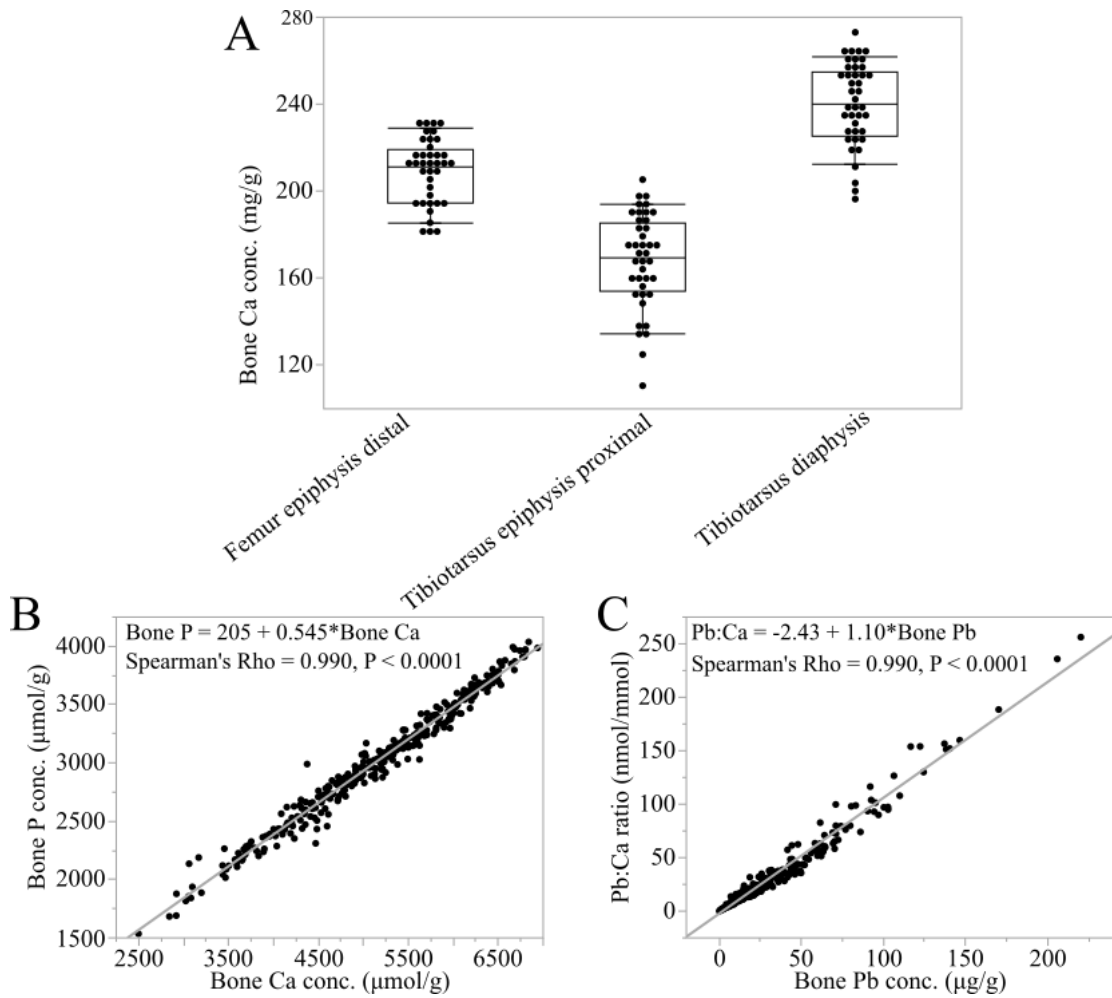 A
280
240
200
160
120
Bone Ca conc. (mg/g)
Femur epiphysis distal
Tibiotarsus epiphysis proximal
Tibiotarsus diaphysis
B
Bone P = 205 + 0.545*Bone Ca
Spearman's Rho = 0.990, P < 0.0001
4000
3500
3000
2500
2000
1500
Bone P conc. (μmol/g)
2500 3500 4500 5500 6500
Bone Ca conc. (μmol/g)
C
Pb:Ca = -2.43 + 1.10*Bone Pb
Spearman's Rho = 0.990, P < 0.0001
250
200
150
100
50
0
Pb:Ca ratio (nmol/mmol)
0 50 100 150 200
Bone Pb conc. (μg/g)